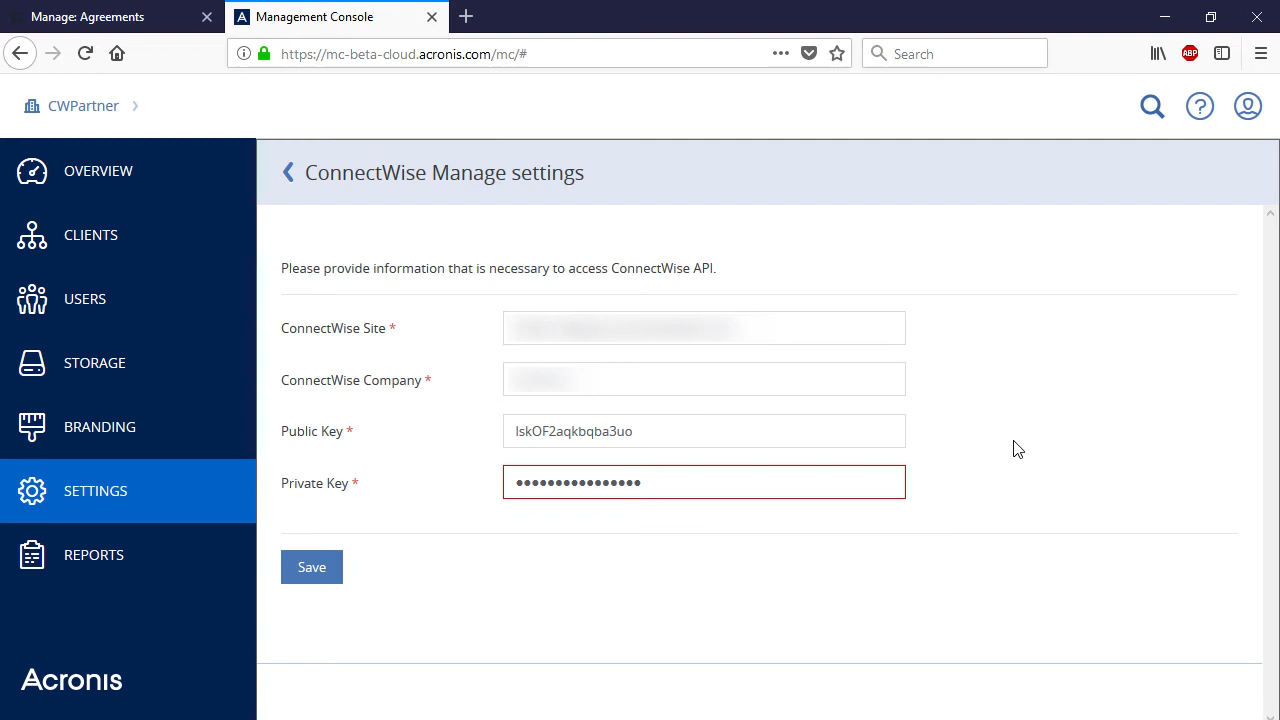 Manage: Agreements
Management Console
https://mc-beta-cloud.acronis.com/mc/#
Search
ABP
CWPartner
OVERVIEW
CLIENTS
USERS
STORAGE
BRANDING
SETTINGS
REPORTS
Acronis
ConnectWise Manage settings
Please provide information that is necessary to access ConnectWise API.
ConnectWise Site *
ConnectWise Company *
Public Key * lskOF2aqkbqba3uo
Private Key * ••••••••••••••••
Save